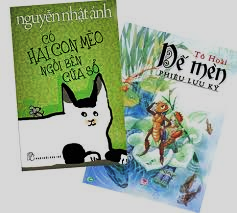 nguyễn nhật ánh
CÓ
HAI CON MÈO
NGỒI BÊN
CỬA SỔ
Tô Hoài
Dế mèn
PHIÊU LƯU KÝ